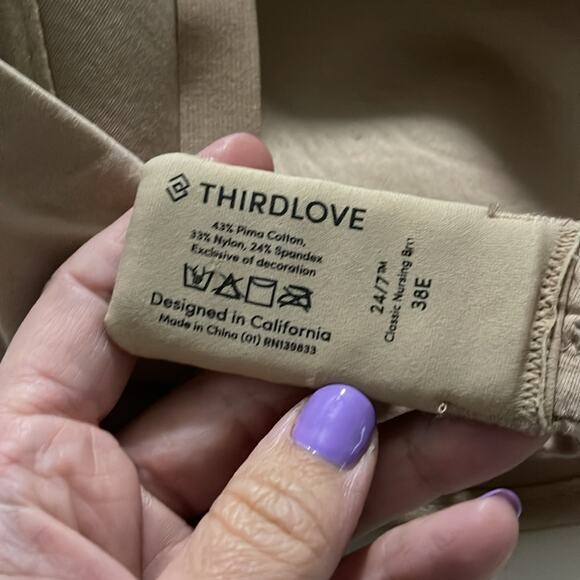 THIRDLOVE
43% Pima Cotton,
33% Nylon, 24% Spandex
Exclusive of decoration
Designed in California
Made in China (01) RN139833
24/7™
Classic Nursing Bra
38E